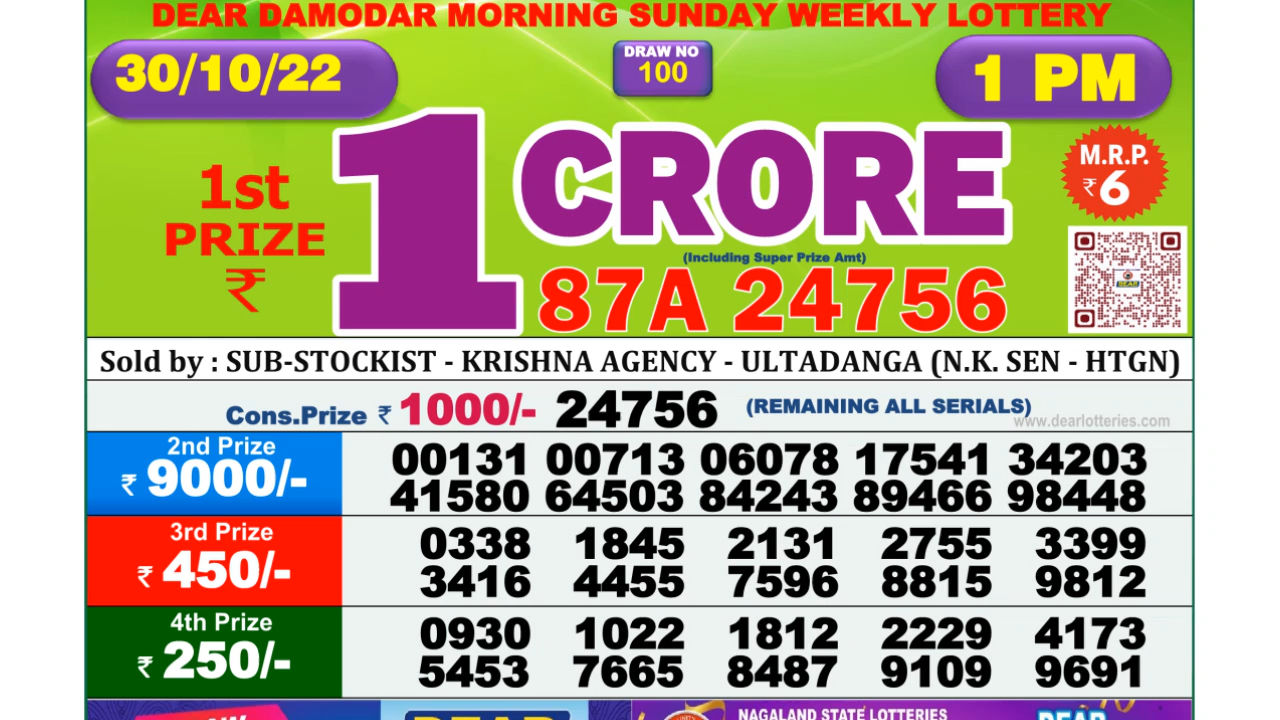 DEAR DAMODAR MORNING SUNDAY WEEKLY LOTTERY
30/10/22
DRAW NO
100
1 PM
1st
PRIZE
₹
1 CRORE
(Including Super Prize Amt)
87A 24756
M.R.P.
₹6
DEAR
Sold by : SUB-STOCKIST - KRISHNA AGENCY - ULTADANGA (N.K. SEN - HTGN)
Cons.Prize ₹ 1000/- 24756 (REMAINING ALL SERIALS)
www.dearlotteries.com
2nd Prize
₹ 9000/-
00131 00713 06078 17541 34203
41580 64503 84243 89466 98448
3rd Prize
₹ 450/-
0338 1845 2131 2755 3399
3416 4455 7596 8815 9812
4th Prize
₹ 250/-
0930 1022 1812 2229 4173
5453 7665 8487 9109 9691
DEAR
NAGALAND STATE LOTTERIES
DEAR